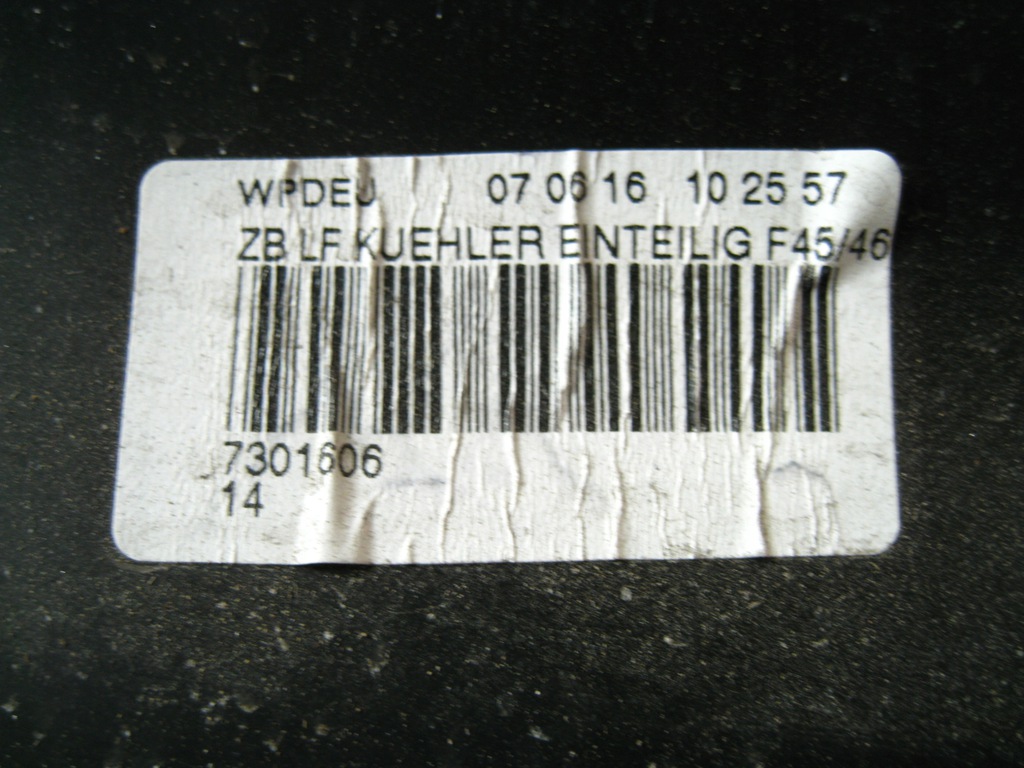 WPDEJ 07 06 16 10 25 57
ZB LF KUEHLER EINTEILIG F45/46
7301606
14